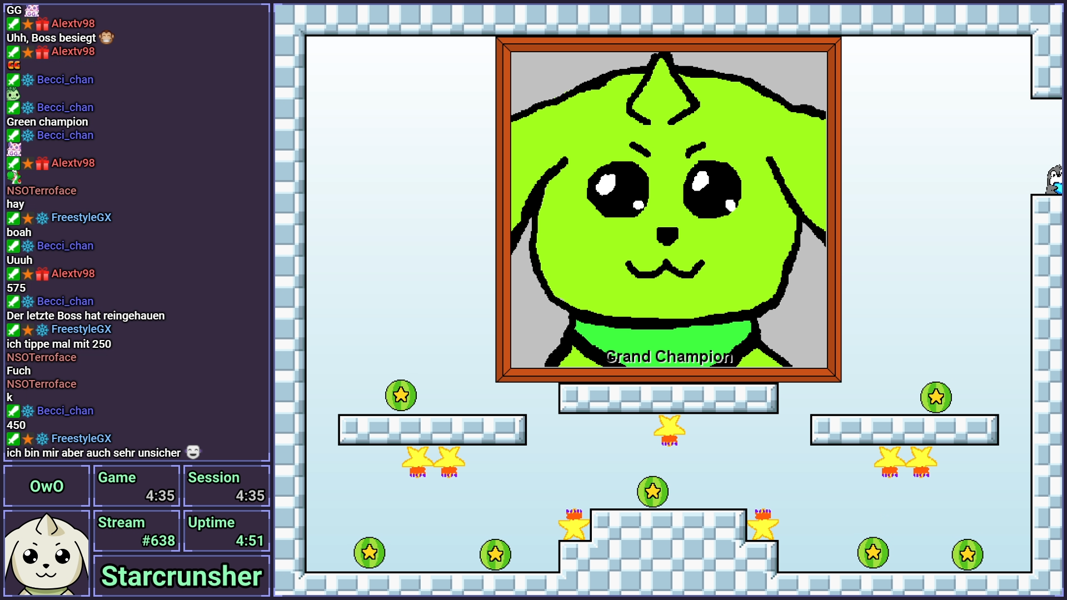 GG
Alextv98
Uhh, Boss besiegt
Alextv98
Becci_chan
Becci_chan
Green champion
Becci_chan
Alextv98
NSOTerroface
hay
FreestyleGX
boah
Becci_chan
Uuuh
Alextv98
575
Becci_chan
Der letzte Boss hat reingehauen
FreestyleGX
ich tippe mal mit 250
NSOTerroface
Fuch
NSOTerroface
k
Becci_chan
450
FreestyleGX
ich bin mir aber auch sehr unsicher
OwO
Game
4:35
Session
4:35
Stream
#638
Uptime
4:51
Starcrunsher
Grand Champion